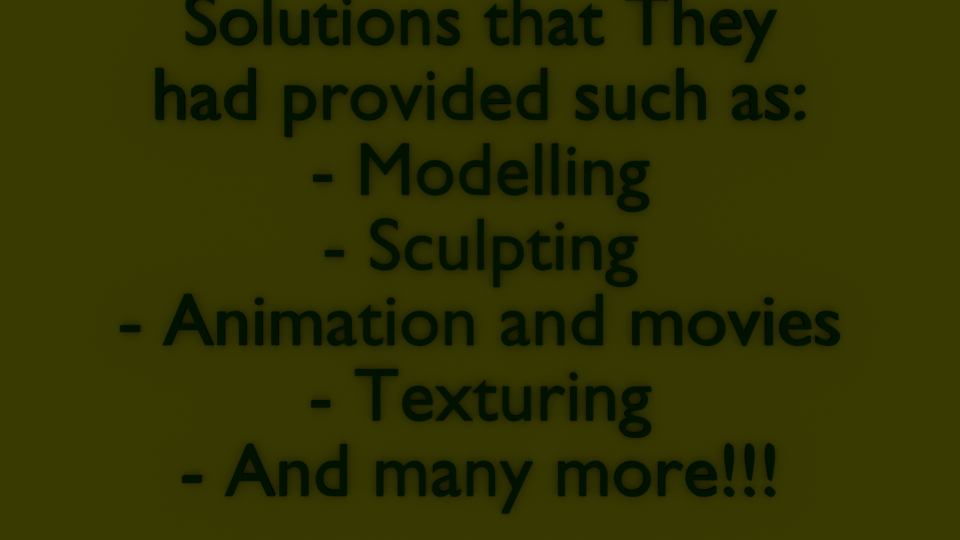 Solutions that They
had provided such as:
- Modelling
- Sculpting
- Animation and movies
- Texturing
- And many more!!!